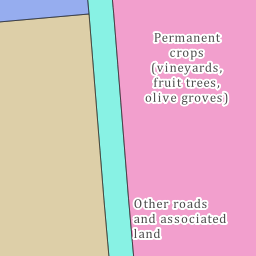 Permanent
crops
(vineyards,
fruit trees,
olive groves)
Other roads
and associated
land